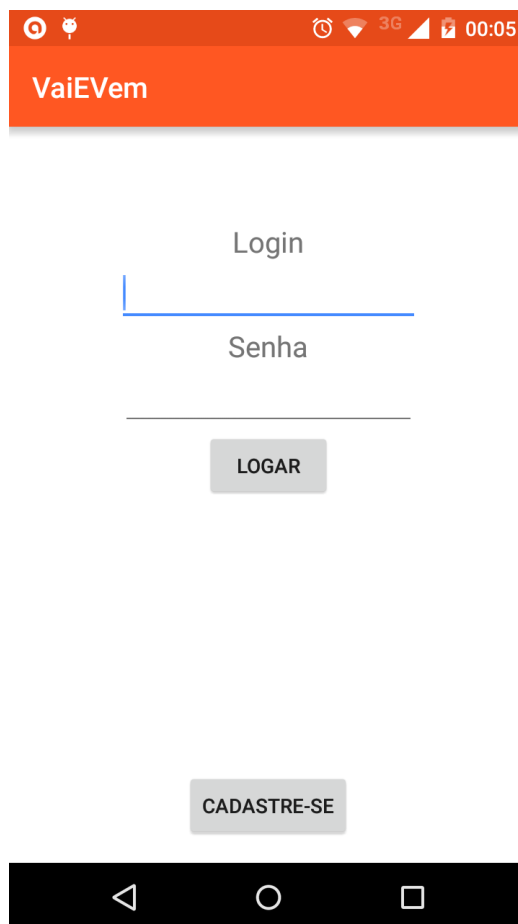 3G 00:05
VaiEVem
Login
Senha
LOGAR
CADASTRE-SE